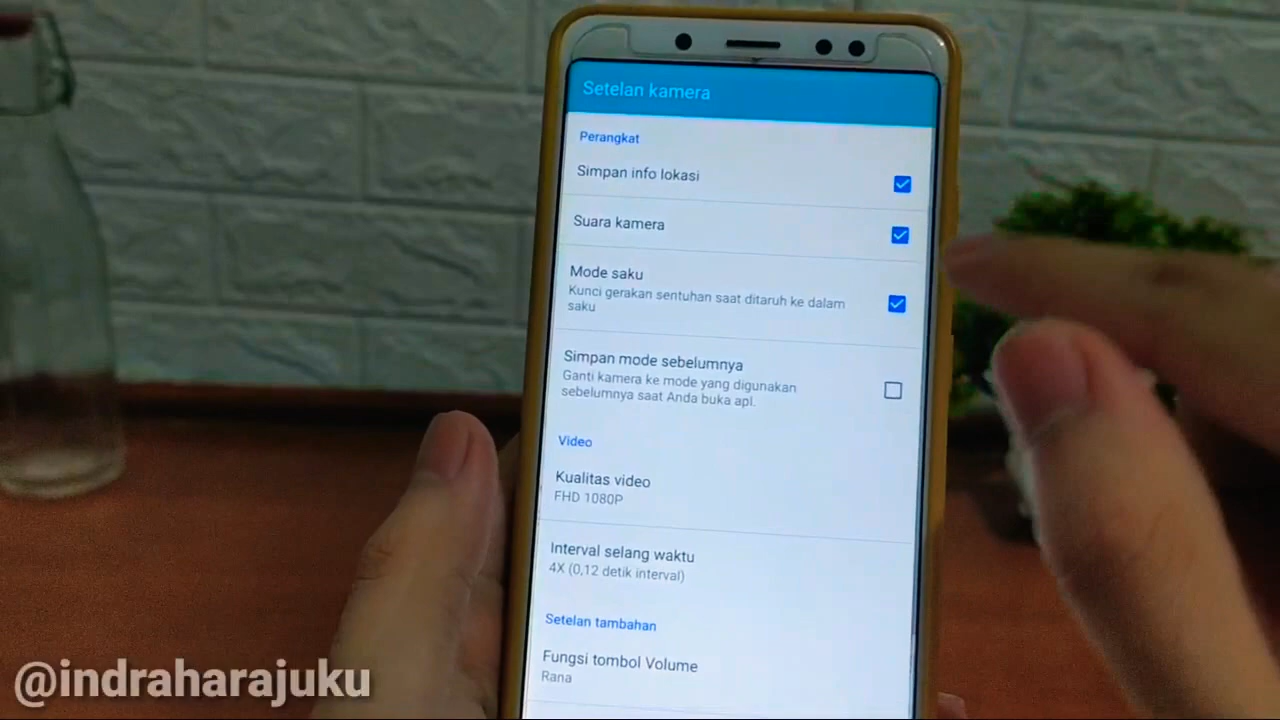 Setelan kamera
Perangkat
Simpan info lokasi
Suara kamera
Mode saku
Kunci gerakan sentuhan saat ditaruh ke dalam
saku
Simpan mode sebelumnya
Ganti kamera ke mode yang digunakan
sebelumnya saat Anda buka apl.
Video
Kualitas video
FHD 1080P
Interval selang waktu
4X (0,12 detik interval)
Setelan tambahan
Fungsi tombol Volume
Rana
@indraharajuku